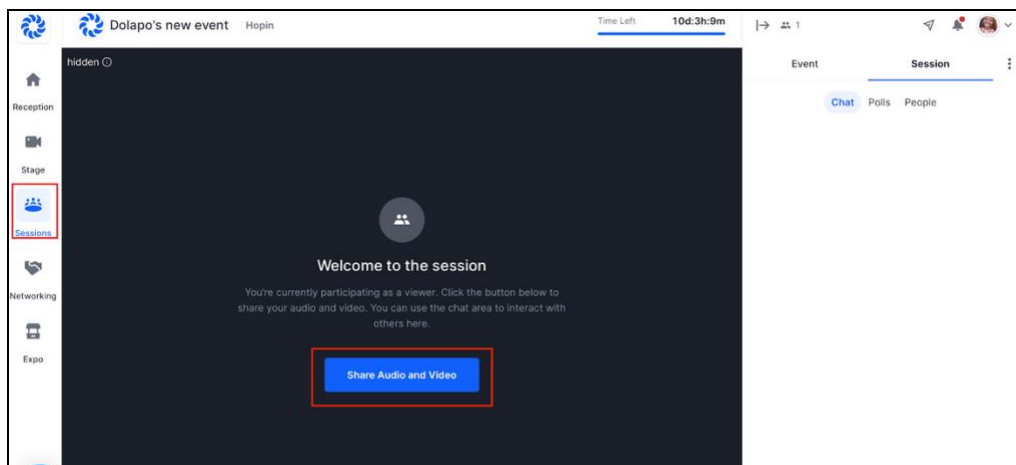 Dolapo's new event Hopin
Time Left 10d:3h:9m
1
hidden
Reception
Stage
Sessions
Networking
Expo
Welcome to the session
You're currently participating as a viewer. Click the button below to
share your audio and video. You can use the chat area to interact with
others here.
Share Audio and Video
Event Session
Chat Polls People